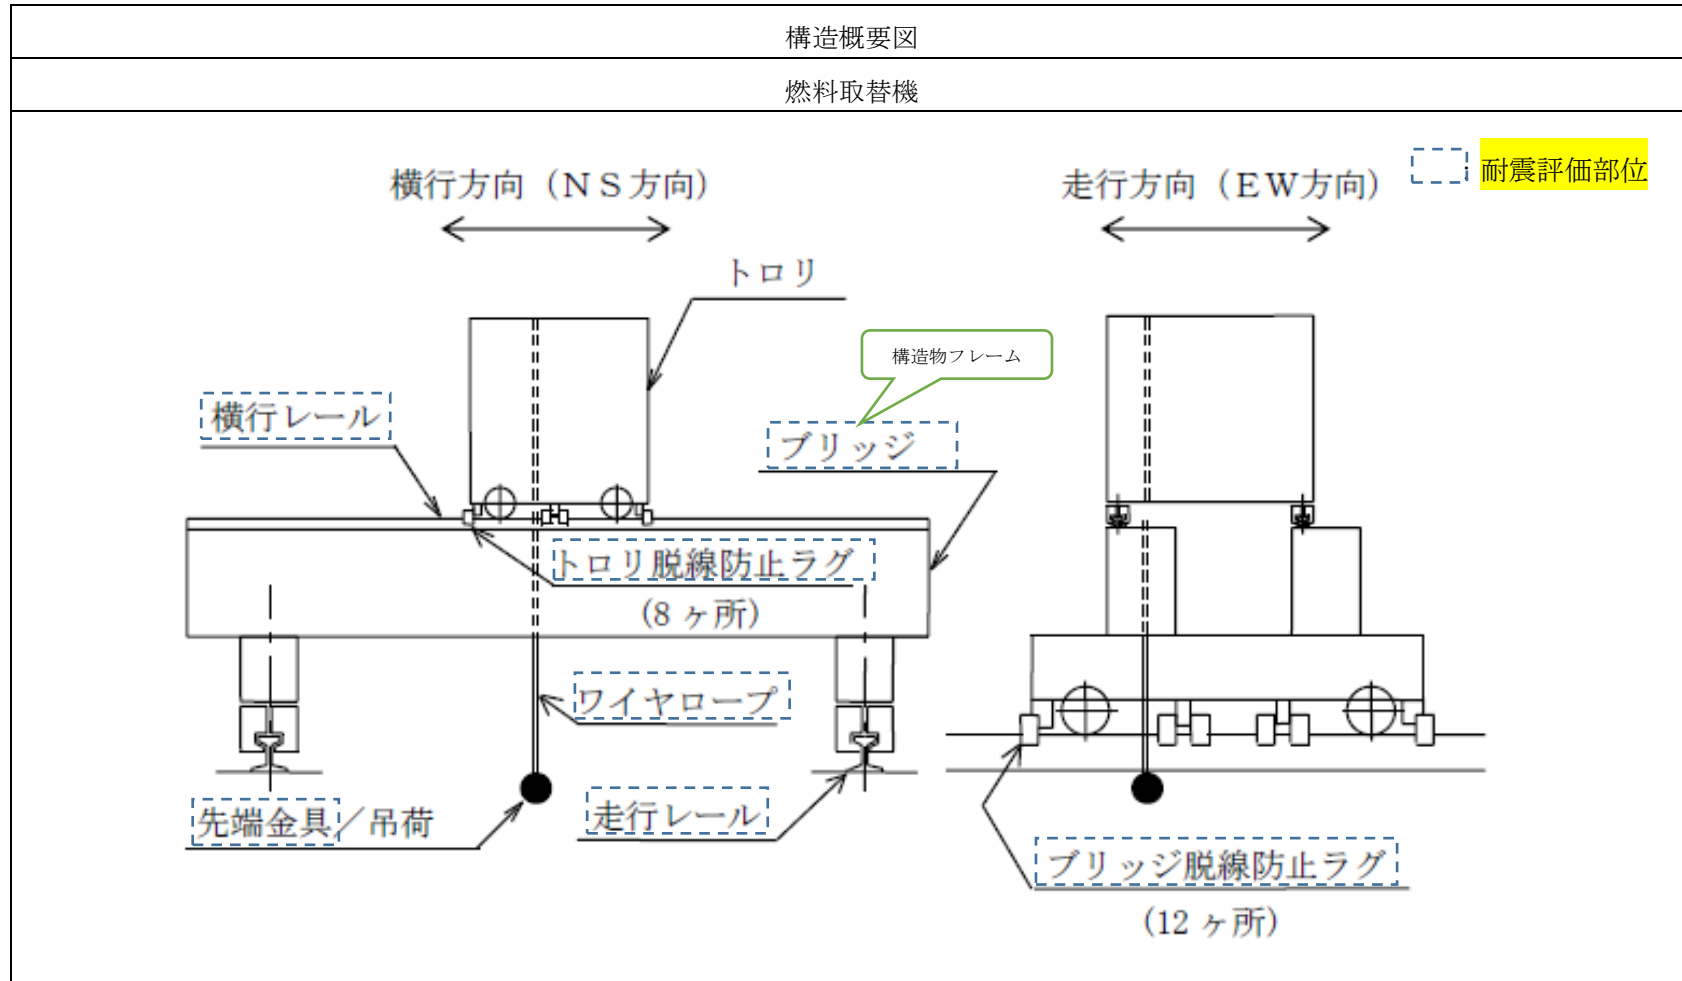 構造概要図
燃料取替機
横行方向（ＮＳ方向）
走行方向（ＥＷ方向）
: 耐震評価部位
トロリ
構造物フレーム
横行レール
ブリッジ
トロリ脱線防止ラグ
(8 ヶ所)
ワイヤロープ
先端金具／吊荷
走行レール
ブリッジ脱線防止ラグ
(12 ヶ所)